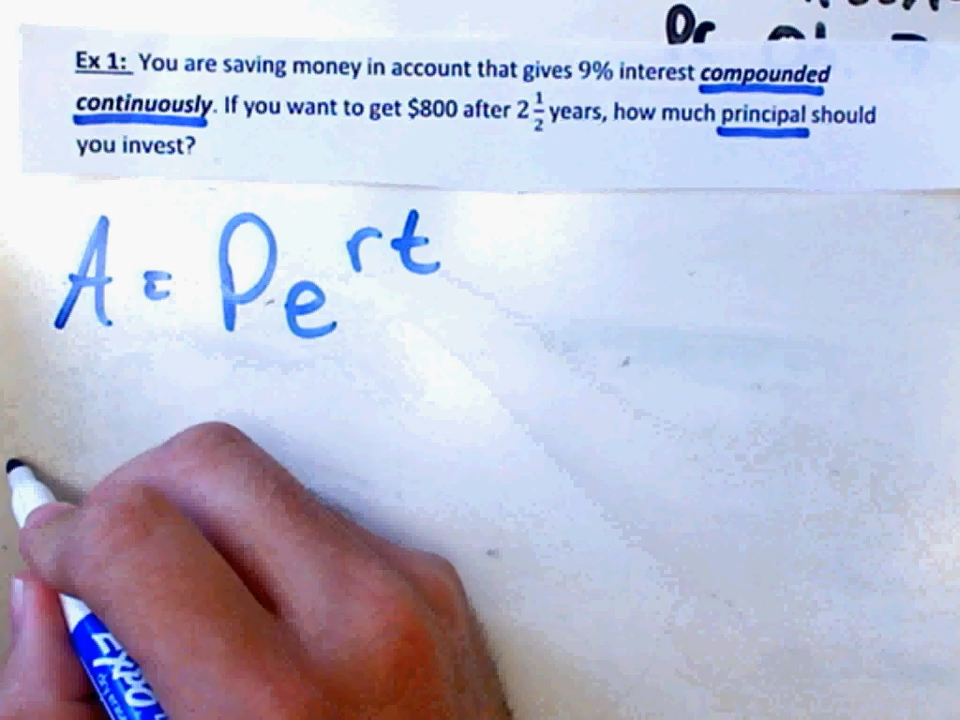 Or
Ex 1: You are saving money in account that gives 9% interest compounded
continuously. If you want to get $800 after 2 1/2 years, how much principal should
you invest?
A = Pe^rt
EXPO